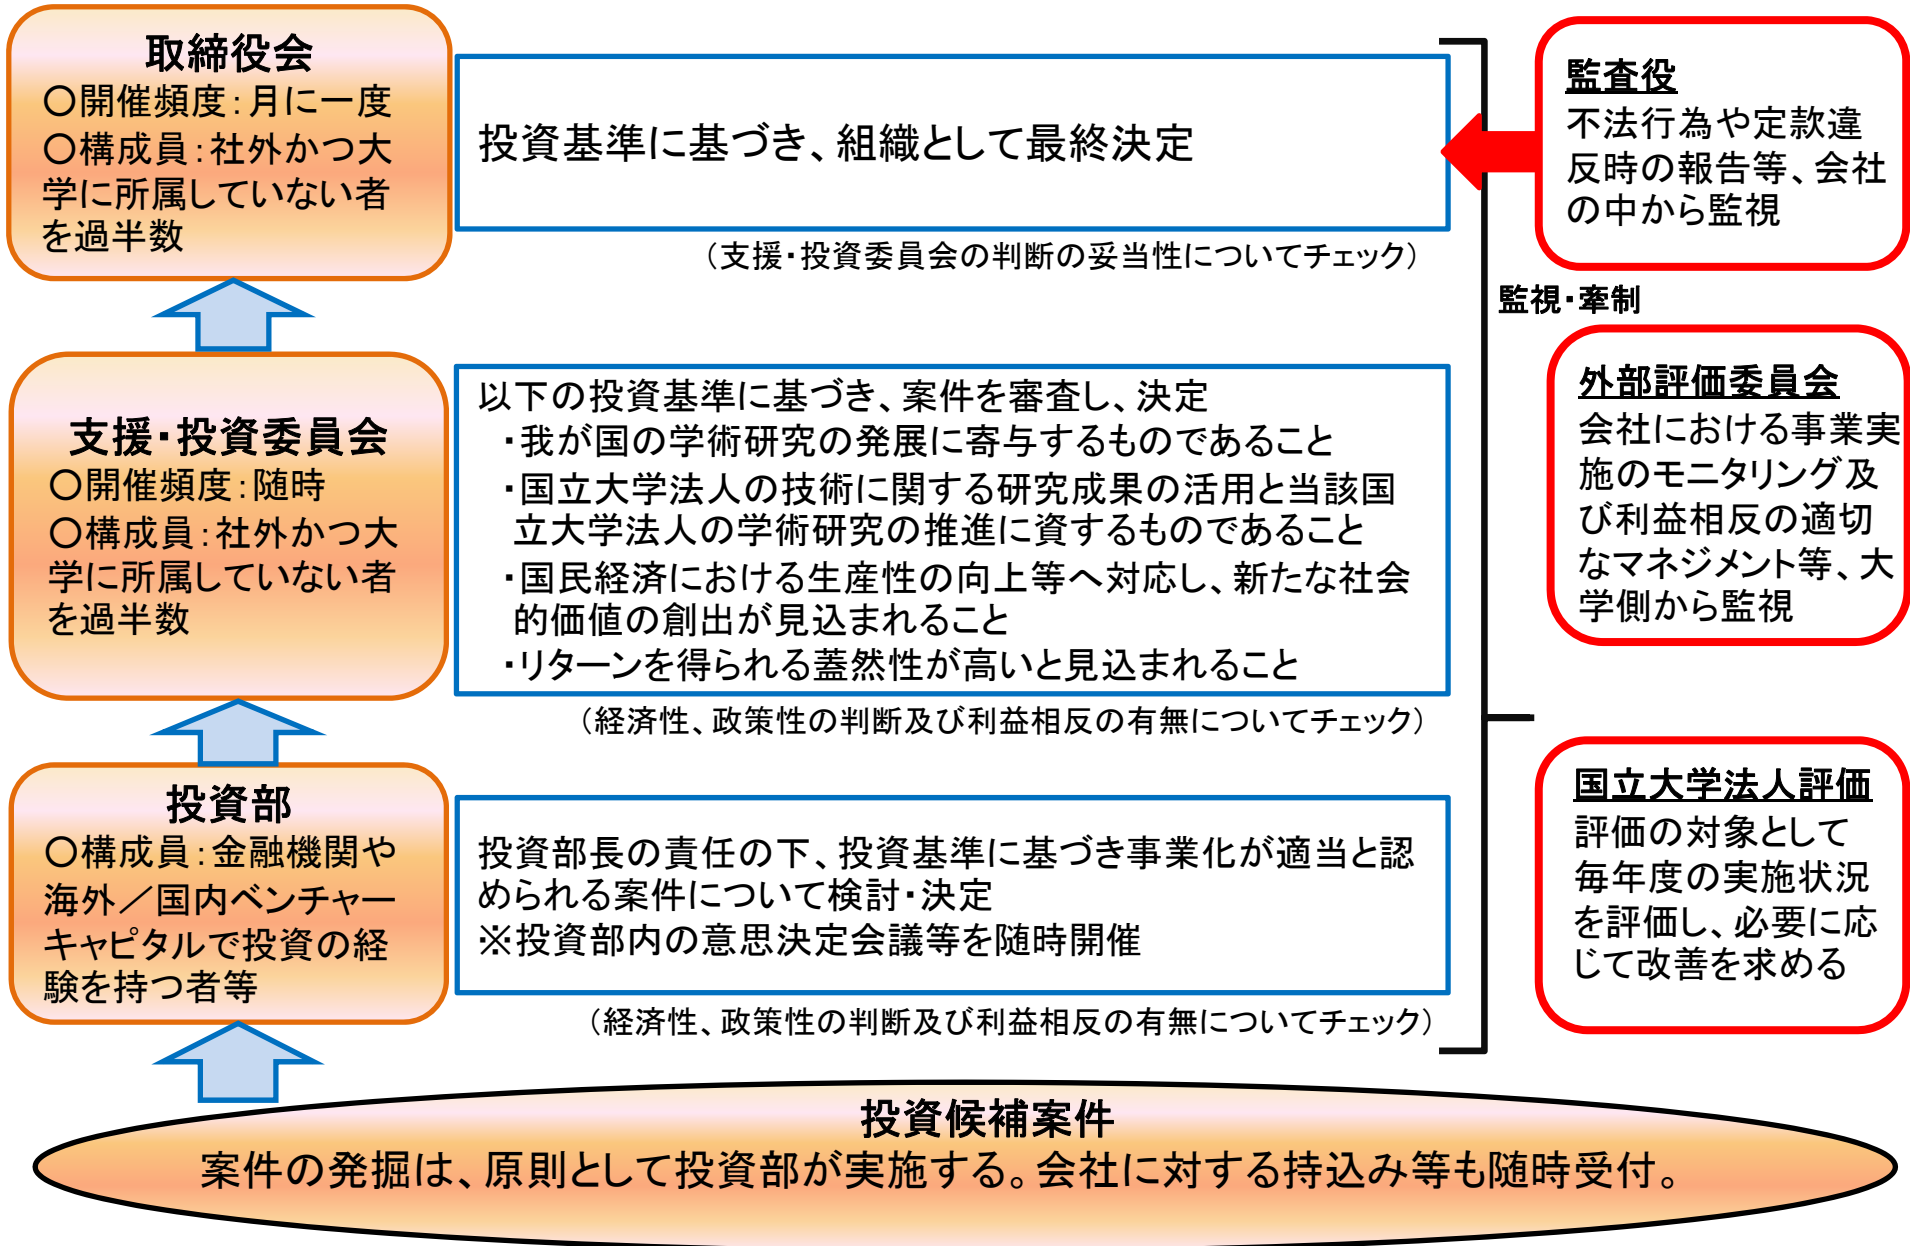 取締役会
○開催頻度：月に一度
○構成員：社外かつ大
学に所属していない者
を過半数
投資基準に基づき、組織として最終決定
（支援・投資委員会の判断の妥当性についてチェック）
監査役
不法行為や定款違
反時の報告等、会社
の中から監視
監視・牽制
支援・投資委員会
○開催頻度：随時
○構成員：社外かつ大
学に所属していない者
を過半数
以下の投資基準に基づき、案件を審査し、決定
・我が国の学術研究の発展に寄与するものであること
・国立大学法人の技術に関する研究成果の活用と当該国
立大学法人の学術研究の推進に資するものであること
・国民経済における生産性の向上等へ対応し、新たな社会
的価値の創出が見込まれること
・リターンを得られる蓋然性が高いと見込まれること
（経済性、政策性の判断及び利益相反の有無についてチェック）
外部評価委員会
会社における事業実
施のモニタリング及
び利益相反の適切
なマネジメント等、大
学側から監視
投資部
○構成員：金融機関や
海外／国内ベンチャー
キャピタルで投資の経
験を持つ者等
投資部長の責任の下、投資基準に基づき事業化が適当と認
められる案件について検討・決定
※投資部内の意思決定会議等を随時開催
（経済性、政策性の判断及び利益相反の有無についてチェック）
国立大学法人評価
評価の対象として
毎年度の実施状況
を評価し、必要に応
じて改善を求める
投資候補案件
案件の発掘は、原則として投資部が実施する。会社に対する持込み等も随時受付。